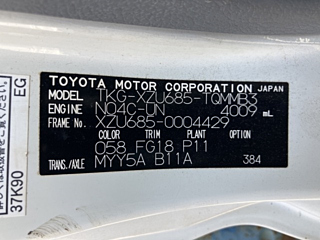 TOYOTA MOTOR CORPORATION JAPAN
MODEL TKG-XZU685-TQMMB3
ENGINE N04C-UN 4009 mL
FRAME No. XZU685-0004429
COLOR TRIM PLANT
058 FG18 P11
TRANS./AXLE MYY5A B11A 384
EG
37K90